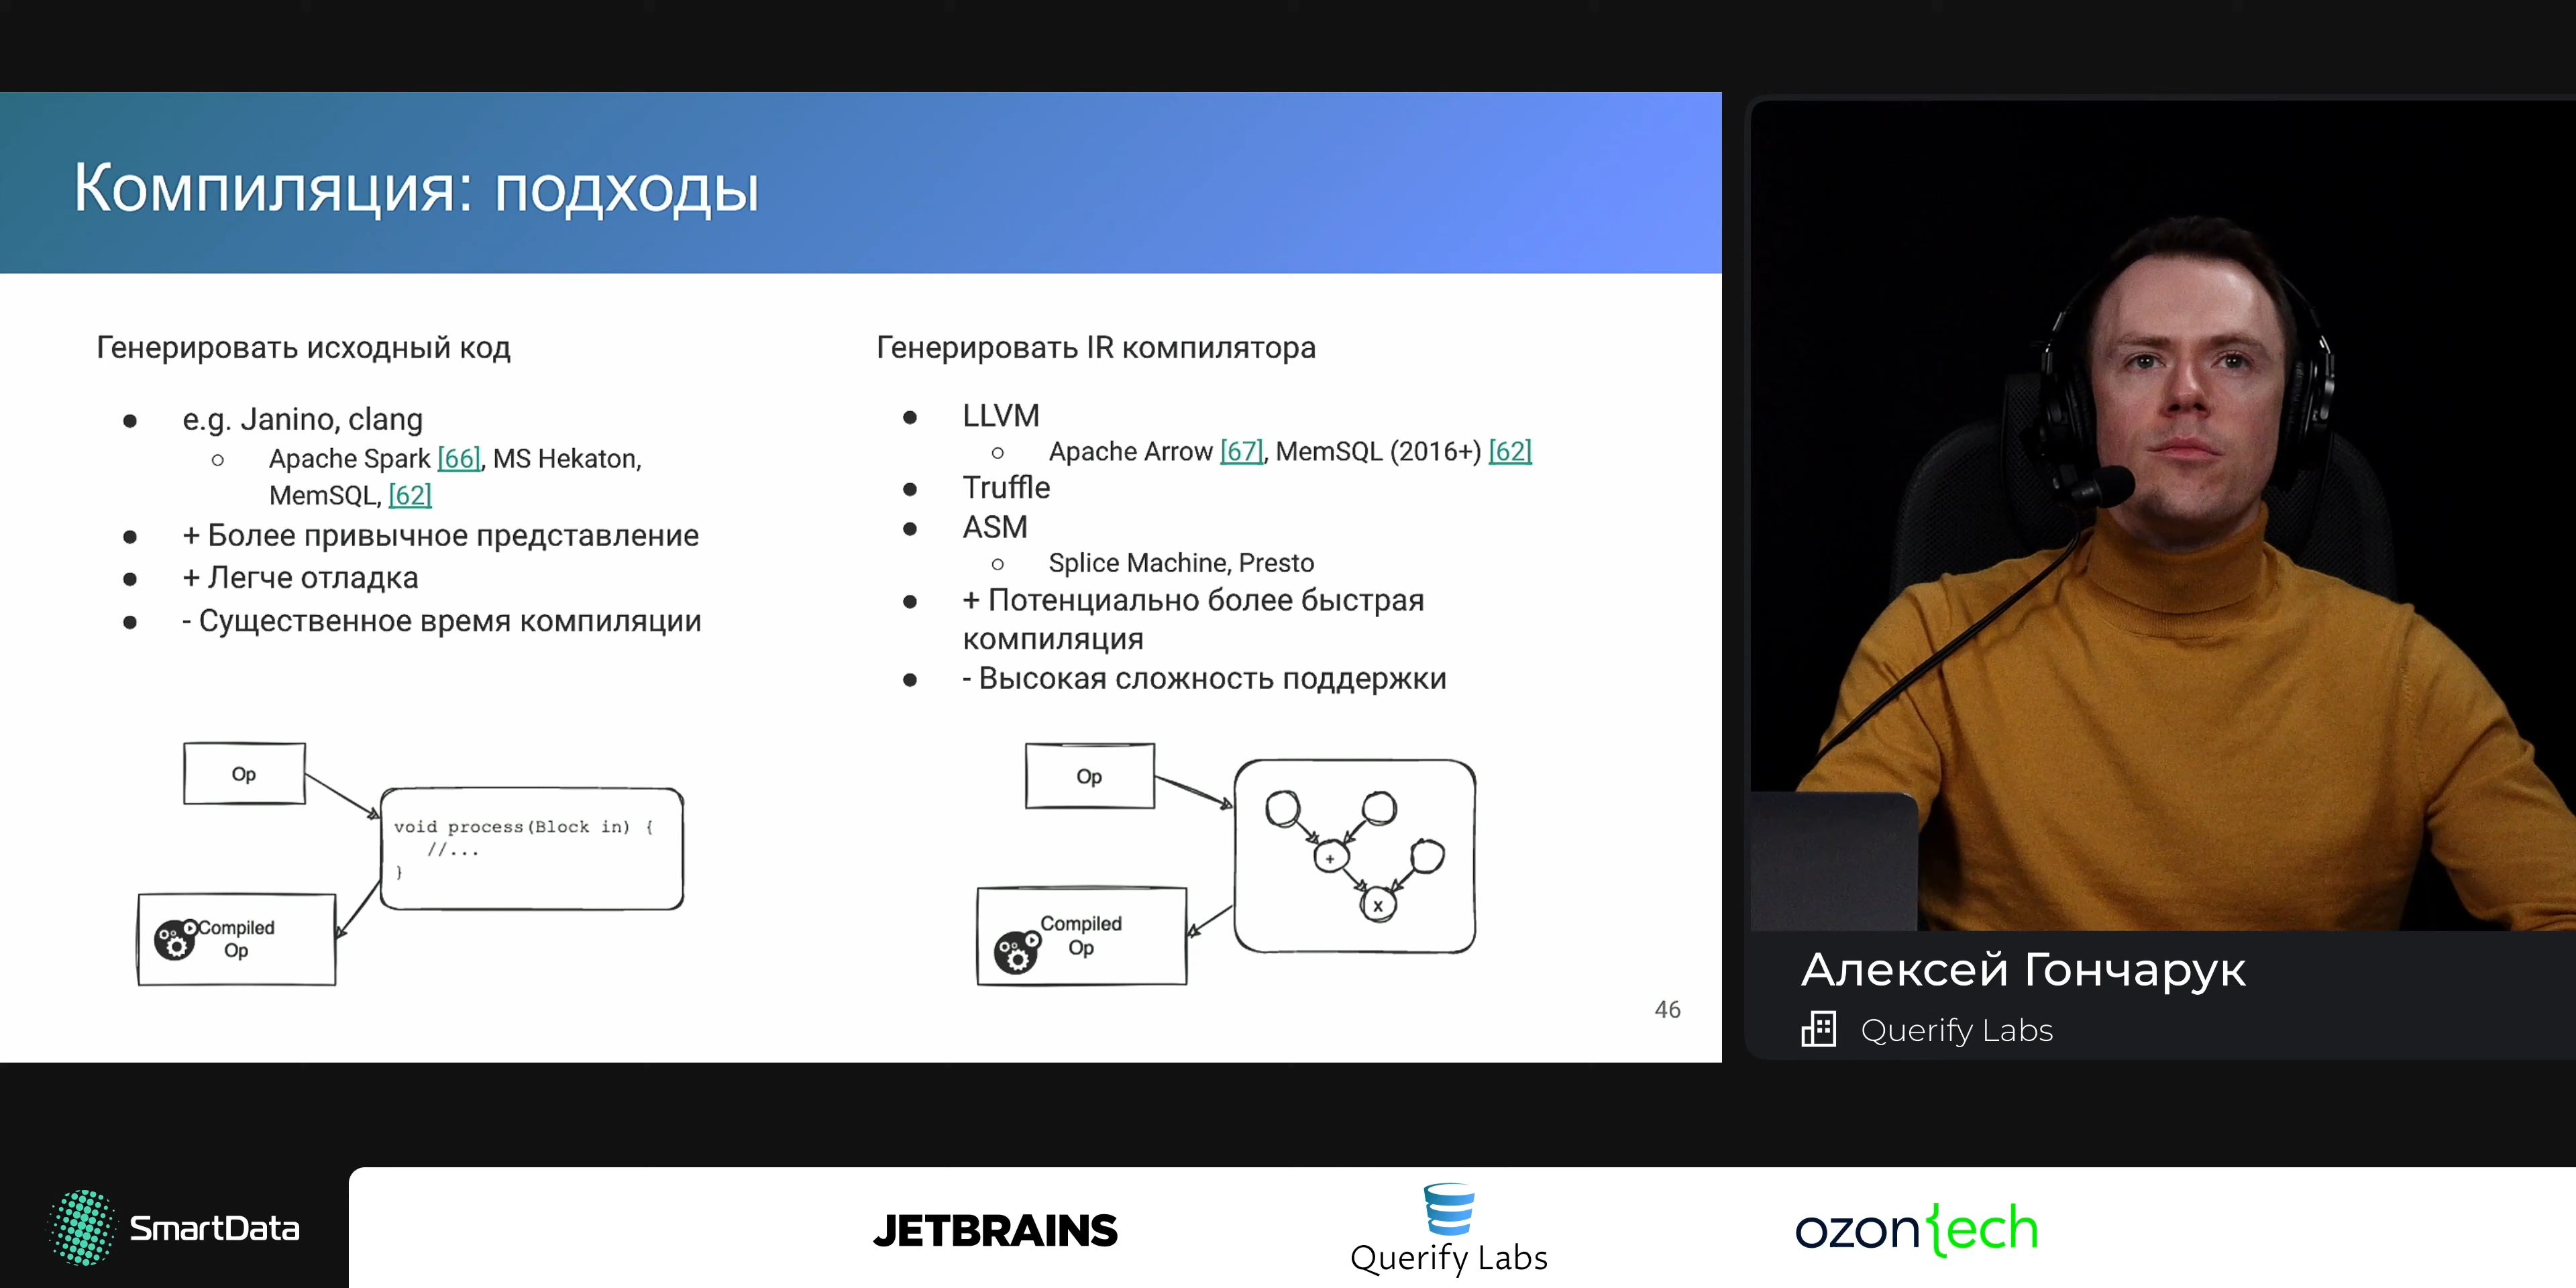 Компиляция: подходы
Генерировать исходный код
e.g. Janino, clang
Apache Spark [66], MS Hekaton,
MemSQL, [62]
+ Более привычное представление
+ Легче отладка
- Существенное время компиляции
Op
void process(Block in) {
//...
}
Compiled
Op
Генерировать IR компилятора
LLVM
Apache Arrow [67], MemSQL (2016+) [62]
Truffle
ASM
Splice Machine, Presto
+ Потенциально более быстрая
компиляция
- Высокая сложность поддержки
Op
+
x
Compiled
Op
46
Алексей Гончарук
Querify Labs
SmartData
JETBRAINS
Querify Labs
ozon{ech